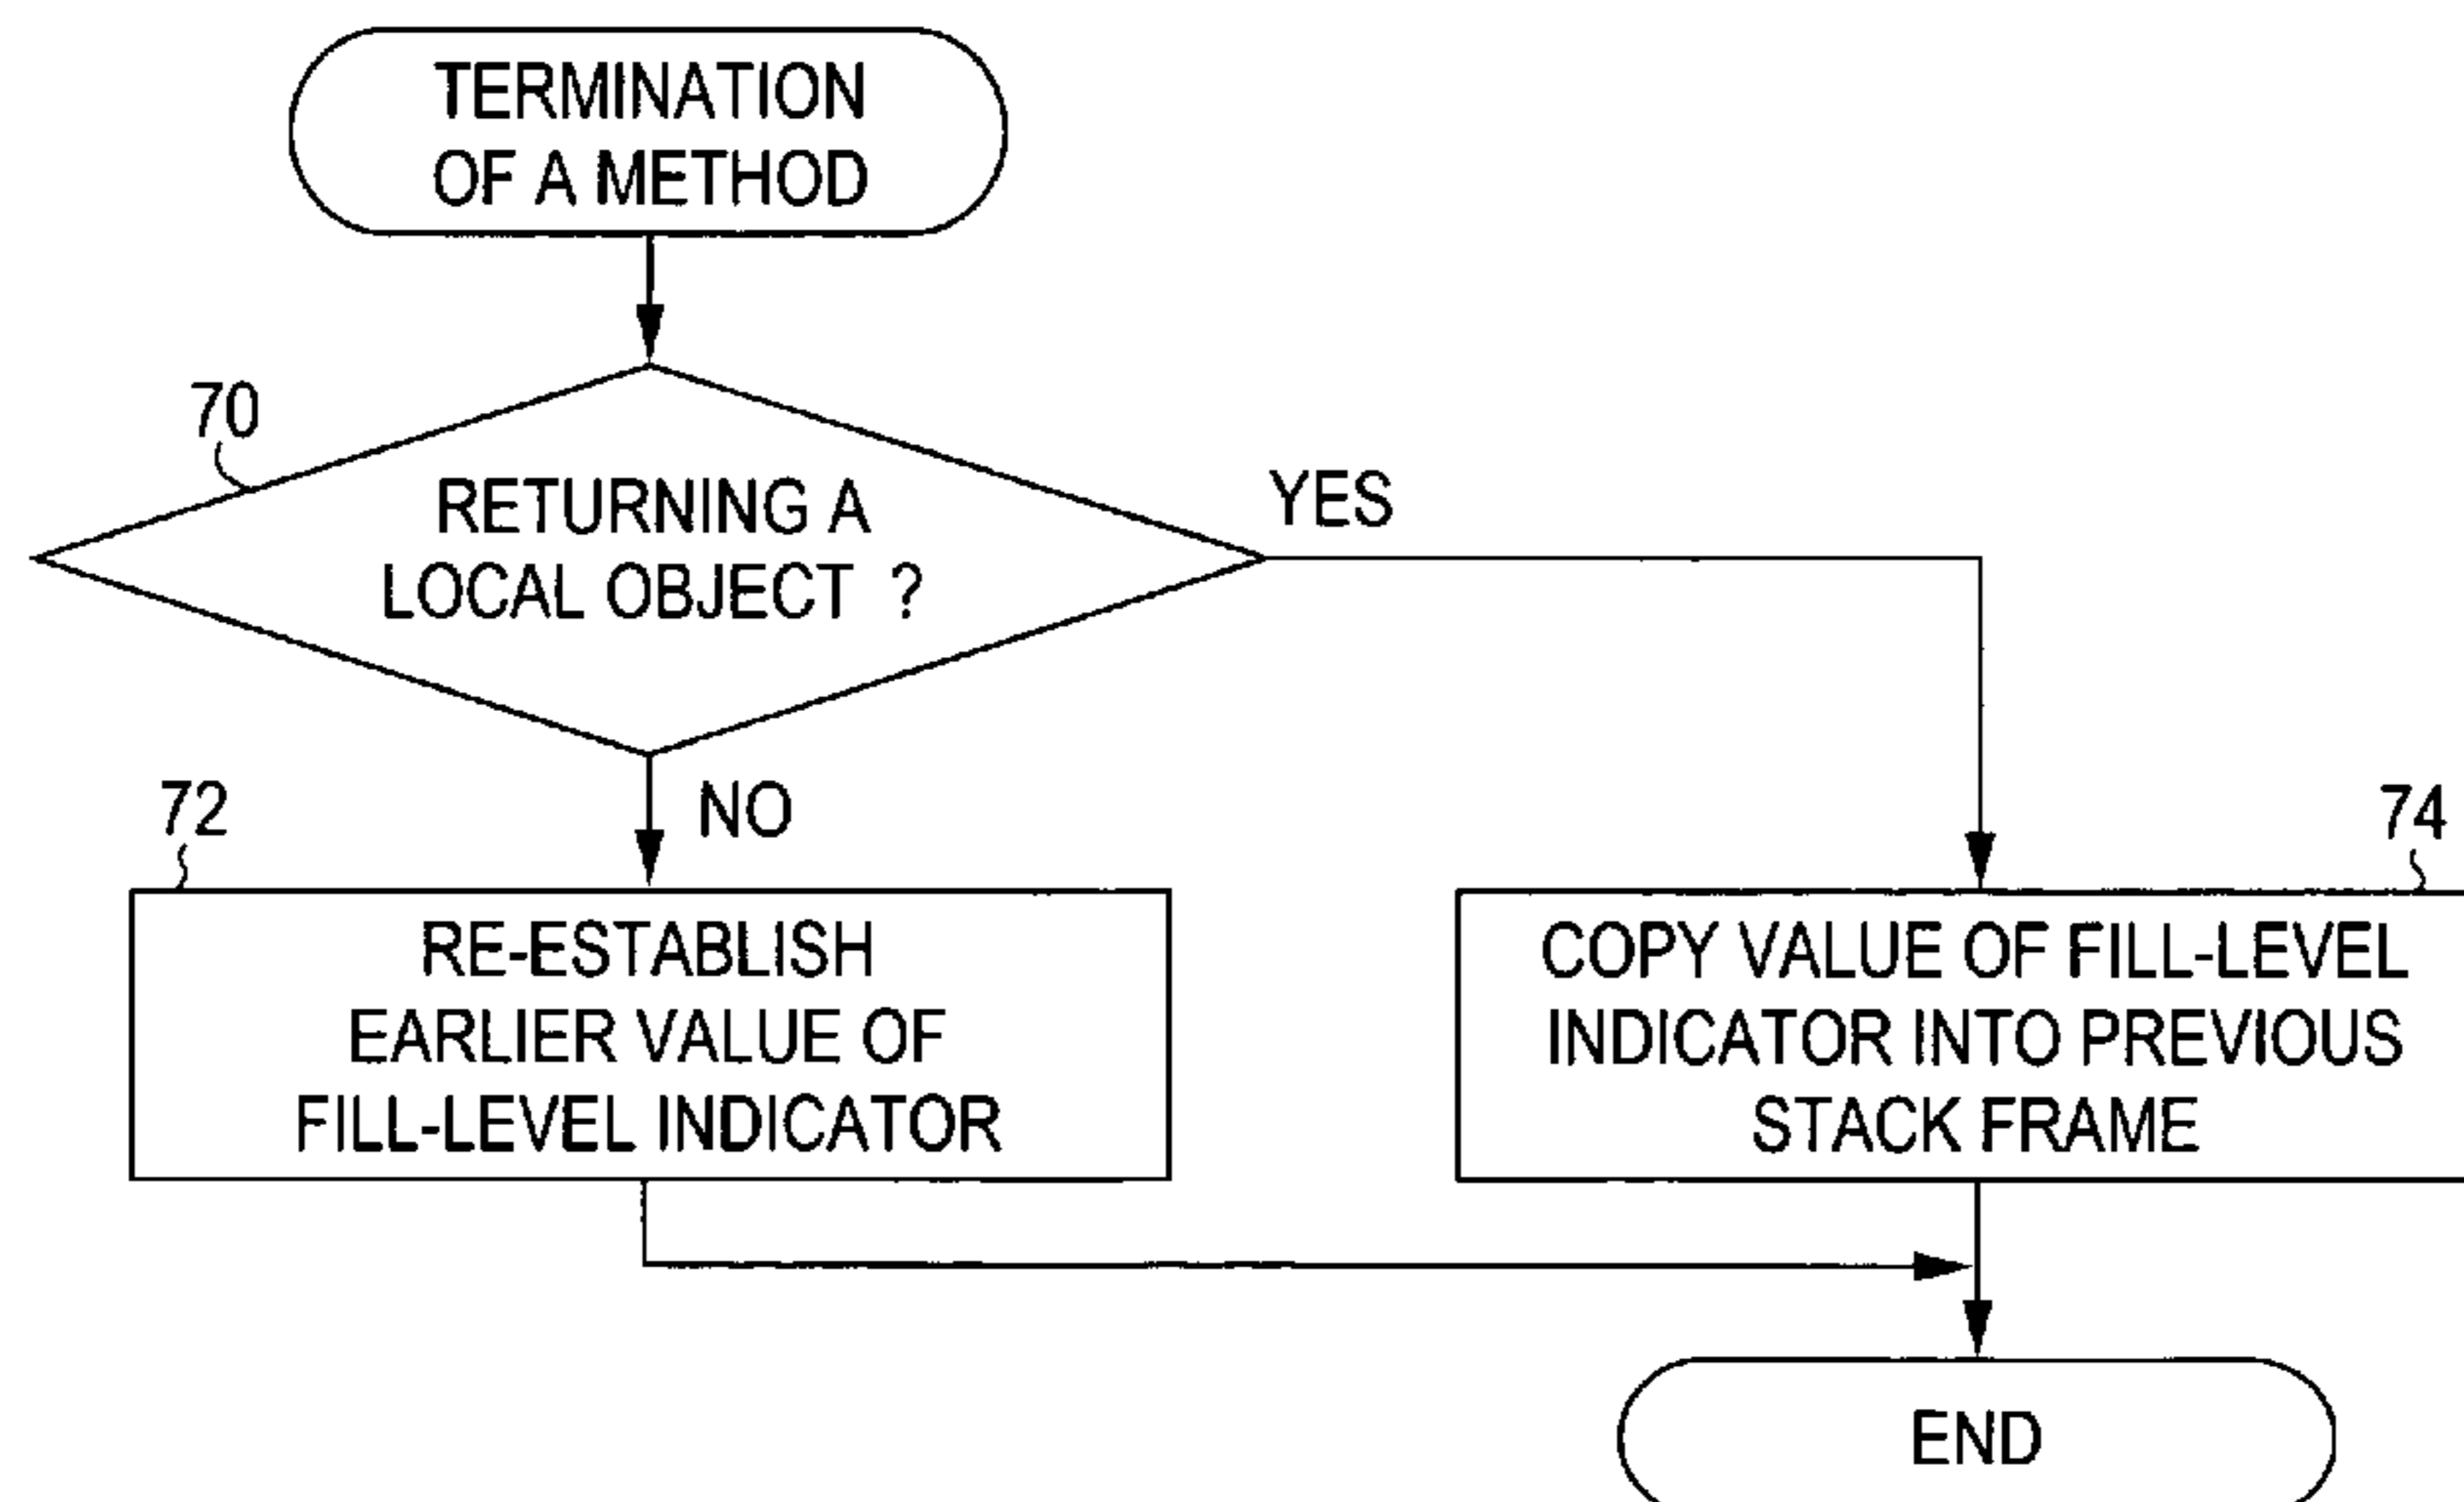 TERMINATION
OF A METHOD
70
RETURNING A
LOCAL OBJECT ?
YES
NO
72
RE-ESTABLISH
EARLIER VALUE OF
FILL-LEVEL INDICATOR
74
COPY VALUE OF FILL-LEVEL
INDICATOR INTO PREVIOUS
STACK FRAME
END